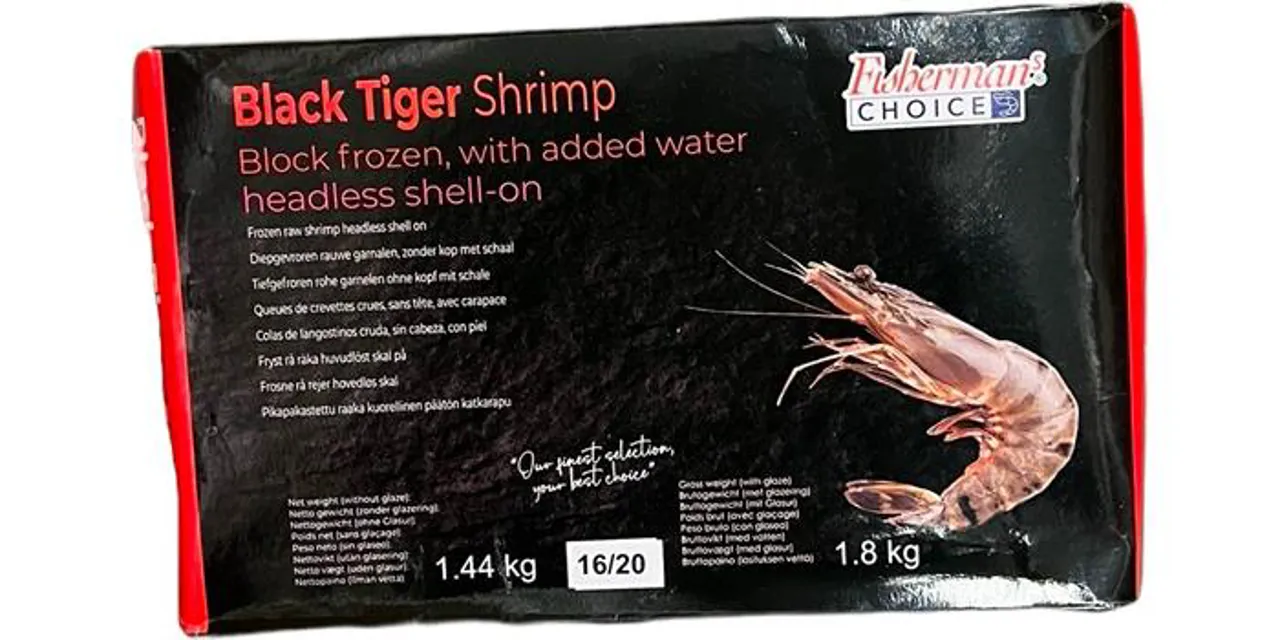 Black Tiger Shrimp
Block frozen, with added water
headless shell-on
Fisherman's®
CHOICE
Frozen raw shrimp headless shell on
Diepgevroren rauwe garnalen, zonder kop met schaal
Tiefgefroren rohe garnelen ohne kopf mit schale
Queues de crevettes crues, sans tête, avec carapace
Colas de langostinos cruda, sin cabeza, con piel
Fryst rå räka huvudlöst skal på
Frosne rå rejer hovedløs skal
Pikapakastettu raaka kuorellinen päätön katkarapu
"Our finest selection,
your best choice"
Net weight (without glaze):
Netto gewicht (zonder glazering):
Nettogewicht (ohne Glasur):
Poids net (sans glaçage):
Peso neto (sin glaseo):
Nettovikt (utan glasering):
Netto vægt (uden glasur):
Nettopaino (ilman vettä):
1.44 kg
16/20
Gross weight (with glaze)
Bruttogewicht (met glazering)
Bruttogewicht (mit Glasur)
Poids brut (avec glaçage)
Peso bruto (con glaseo)
Bruttovikt (med vatten)
Bruttovægt (med glasur)
Bruttopaino (lasituksen vettä)
1.8 kg